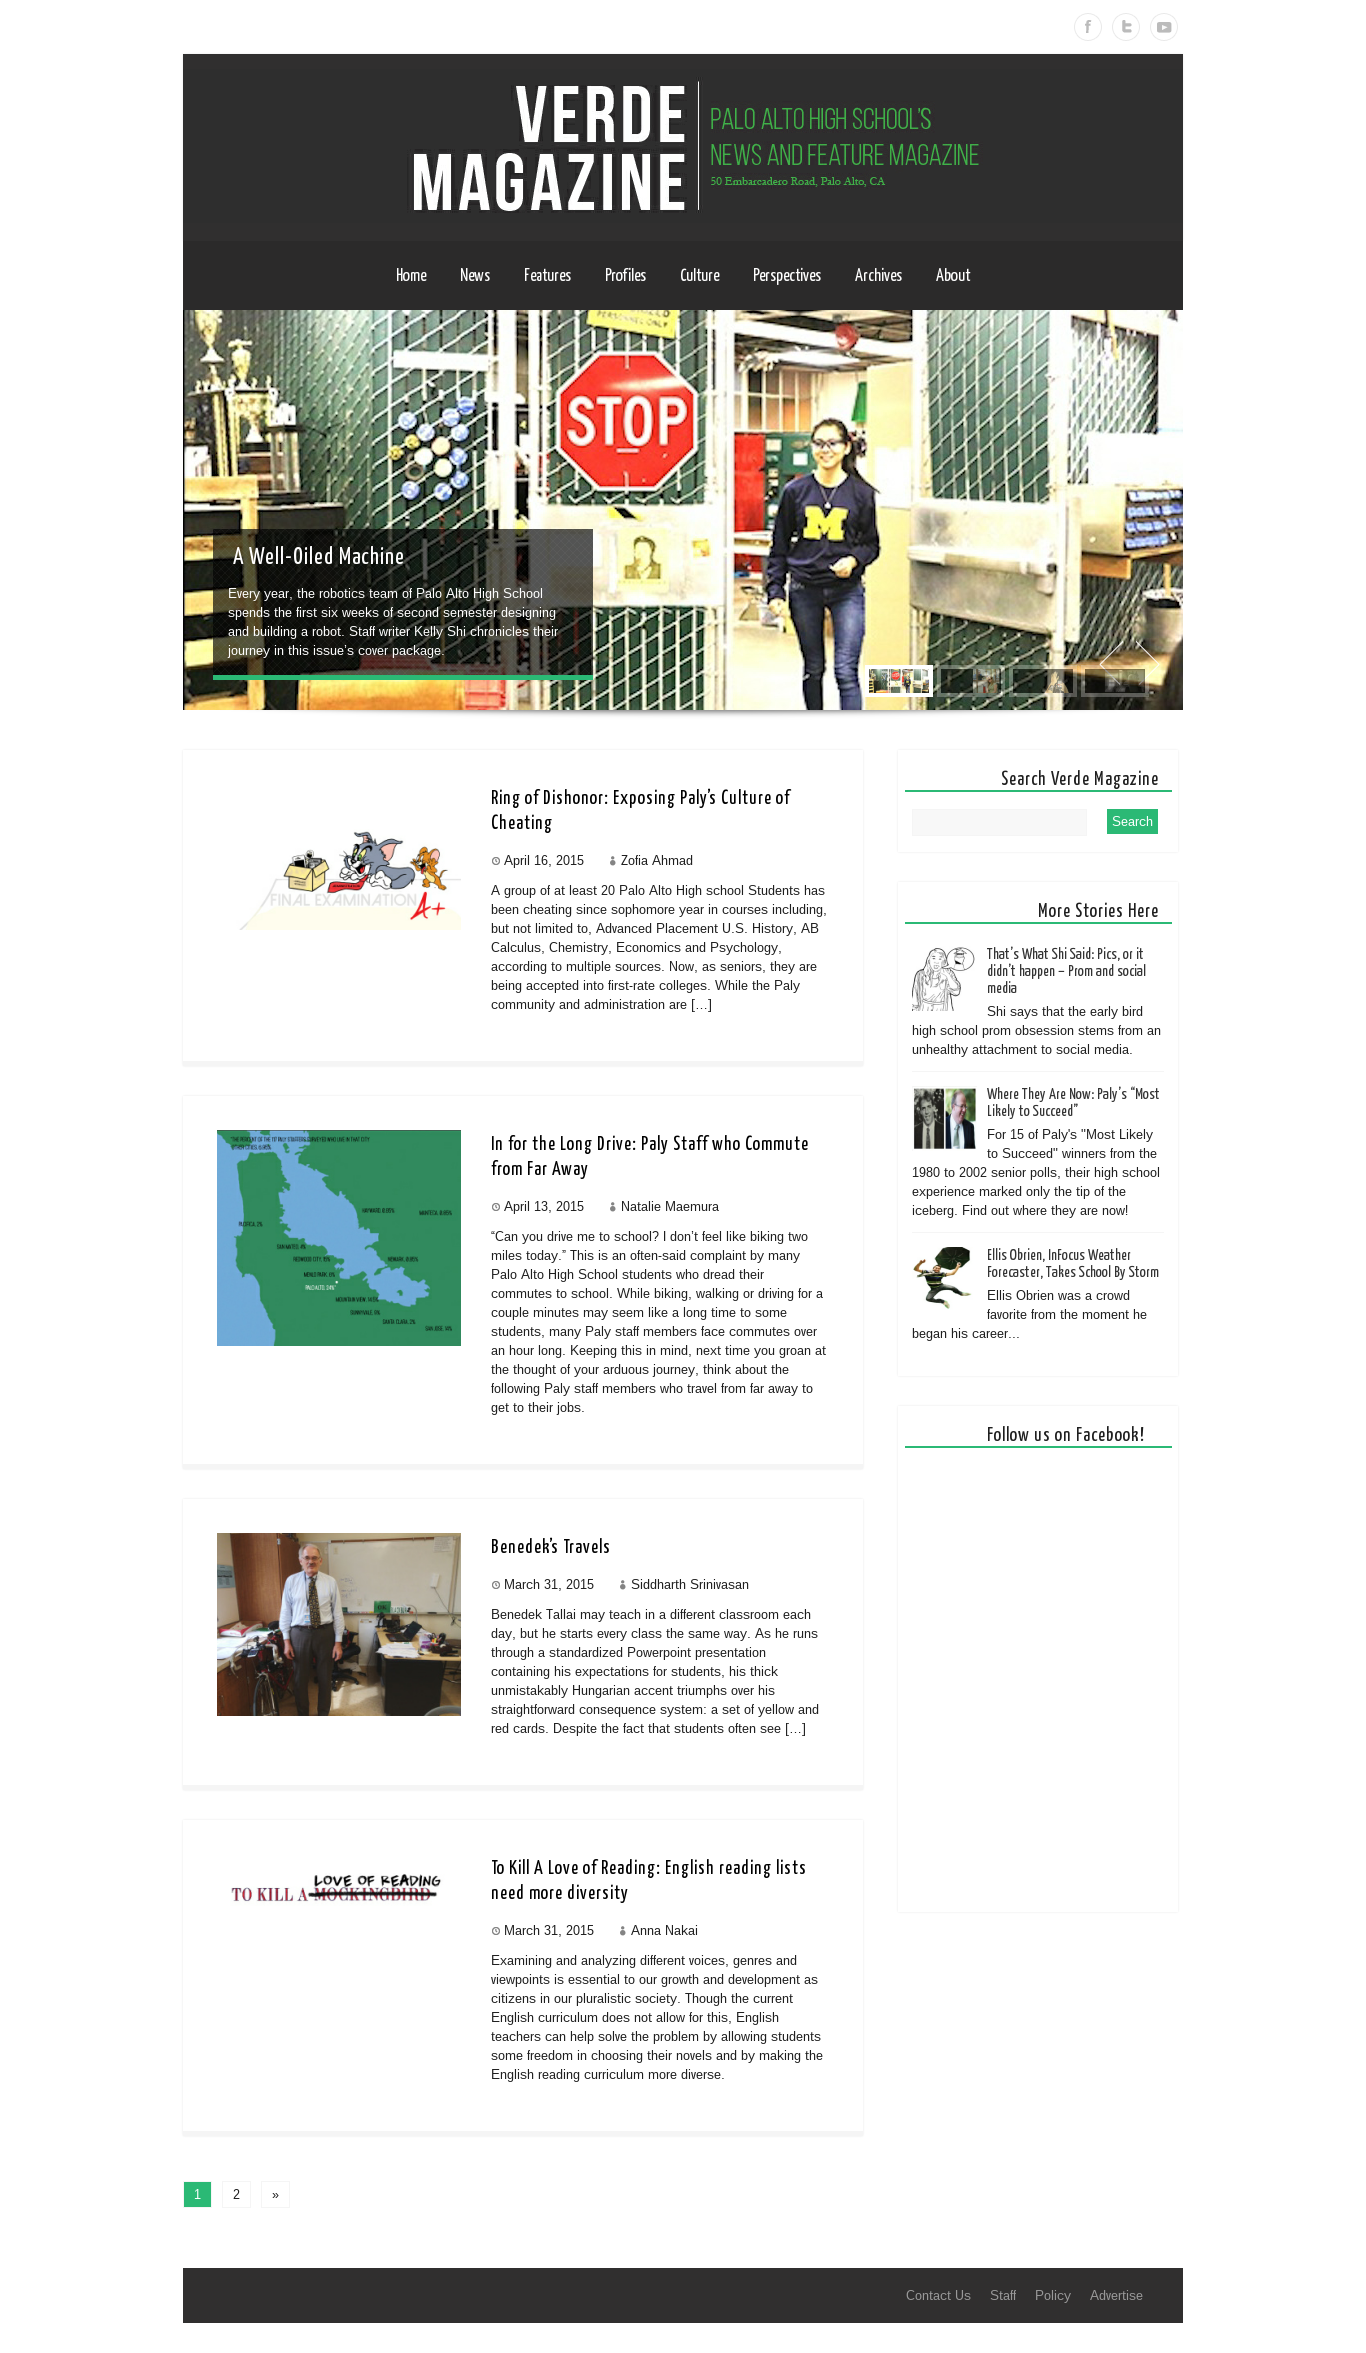 VERDE
MAGAZINE
PALO ALTO HIGH SCHOOL'S
NEWS AND FEATURE MAGAZINE
50 Embarcadero Road, Palo Alto, CA
Home News Features Profiles Culture Perspectives Archives About
PERSONNEL ONLY
STOP
M
A Well-Oiled Machine
Every year, the robotics team of Palo Alto High School
spends the first six weeks of second semester designing
and building a robot. Staff writer Kelly Shi chronicles their
journey in this issue’s cover package.
Ring of Dishonor: Exposing Paly’s Culture of
Cheating
April 16, 2015 Zofia Ahmad
A group of at least 20 Palo Alto High school Students has
been cheating since sophomore year in courses including,
but not limited to, Advanced Placement U.S. History, AB
Calculus, Chemistry, Economics and Psychology,
according to multiple sources. Now, as seniors, they are
being accepted into first-rate colleges. While the Paly
community and administration are […]
FINAL EXAMINATION
A+
In for the Long Drive: Paly Staff who Commute
from Far Away
April 13, 2015 Natalie Maemura
“Can you drive me to school? I don’t feel like biking two
miles today.” This is an often-said complaint by many
Palo Alto High School students who dread their
commutes to school. While biking, walking or driving for a
couple minutes may seem like a long time to some
students, many Paly staff members face commutes over
an hour long. Keeping this in mind, next time you groan at
the thought of your arduous journey, think about the
following Paly staff members who travel from far away to
get to their jobs.
Benedek’s Travels
March 31, 2015 Siddharth Srinivasan
Benedek Tallai may teach in a different classroom each
day, but he starts every class the same way. As he runs
through a standardized Powerpoint presentation
containing his expectations for students, his thick
unmistakably Hungarian accent triumphs over his
straightforward consequence system: a set of yellow and
red cards. Despite the fact that students often see […]
LOVE OF READING
TO KILL A MOCKINGBIRD
To Kill A Love of Reading: English reading lists
need more diversity
March 31, 2015 Anna Nakai
Examining and analyzing different voices, genres and
viewpoints is essential to our growth and development as
citizens in our pluralistic society. Though the current
English curriculum does not allow for this, English
teachers can help solve the problem by allowing students
some freedom in choosing their novels and by making the
English reading curriculum more diverse.
1 2 »
Search Verde Magazine
Search
More Stories Here
That’s What Shi Said: Pics, or it
didn’t happen – Prom and social
media
Shi says that the early bird
high school prom obsession stems from an
unhealthy attachment to social media.
Where They Are Now: Paly’s “Most
Likely to Succeed”
For 15 of Paly's "Most Likely
to Succeed" winners from the
1980 to 2002 senior polls, their high school
experience marked only the tip of the
iceberg. Find out where they are now!
Ellis Obrien, InFocus Weather
Forecaster, Takes School By Storm
Ellis Obrien was a crowd
favorite from the moment he
began his career...
Follow us on Facebook!
Contact Us Staff Policy Advertise